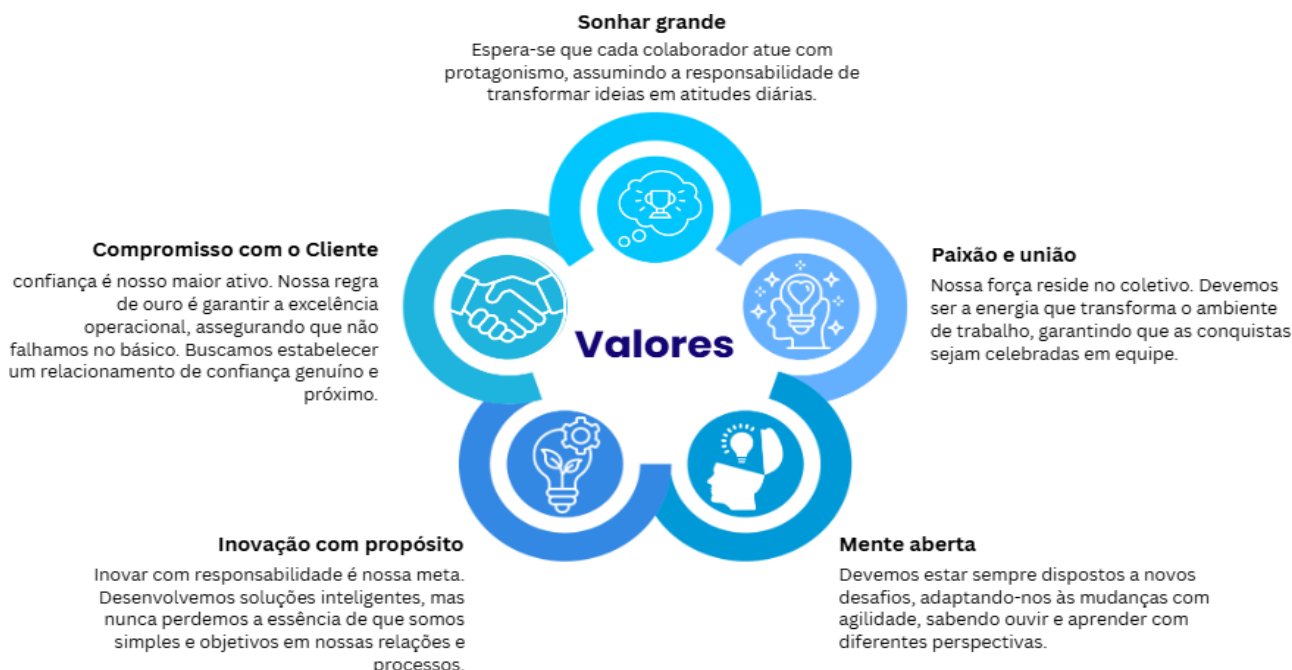 Sonhar grande
Espera-se que cada colaborador atue com
protagonismo, assumindo a responsabilidade de
transformar ideias em atitudes diárias.
Compromisso com o Cliente
confiança é nosso maior ativo. Nossa regra
de ouro é garantir a excelência
operacional, assegurando que não
falhamos no básico. Buscamos estabelecer
um relacionamento de confiança genuíno e
próximo.
Valores
Paixão e união
Nossa força reside no coletivo. Devemos
ser a energia que transforma o ambiente
de trabalho, garantindo que as conquistas
sejam celebradas em equipe.
Inovação com propósito
Inovar com responsabilidade é nossa meta.
Desenvolvemos soluções inteligentes, mas
nunca perdemos a essência de que somos
simples e objetivos em nossas relações e
processos.
Mente aberta
Devemos estar sempre dispostos a novos
desafios, adaptando-nos às mudanças com
agilidade, sabendo ouvir e aprender com
diferentes perspectivas.